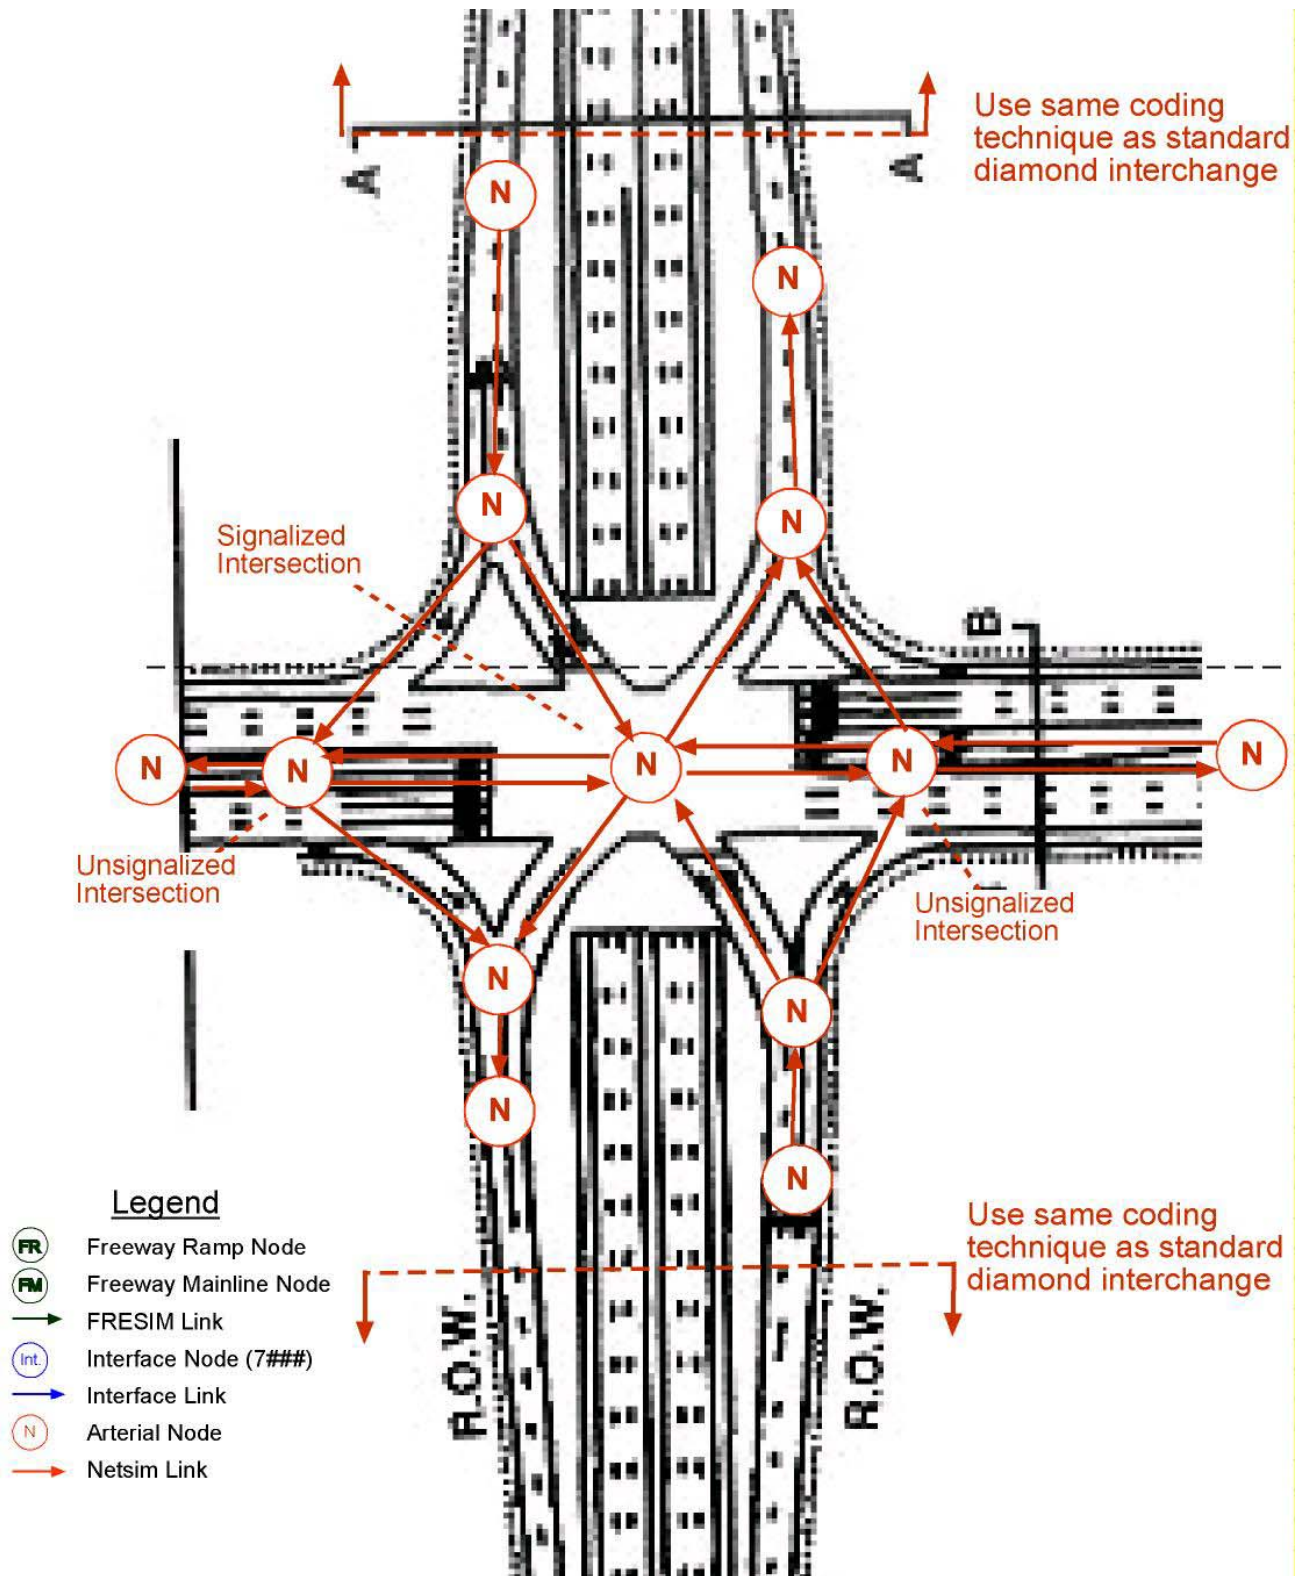 Use same coding
technique as standard
diamond interchange
A
A
N
N
N
N
Signalized
Intersection
B
N
N
N
N
N
Unsignalized
Intersection
Unsignalized
Intersection
N
N
N
N
Use same coding
technique as standard
diamond interchange
R.O.W.
R.O.W.
Legend
FR Freeway Ramp Node
FM Freeway Mainline Node
FRESIM Link
Int. Interface Node (7###)
Interface Link
N Arterial Node
Netsim Link